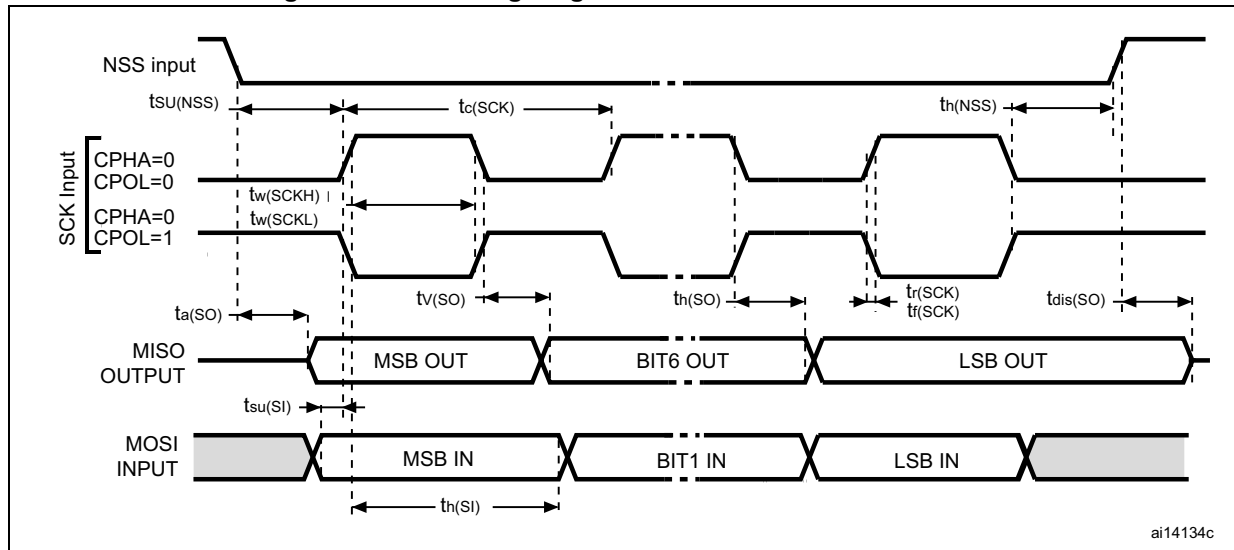 NSS input
tSU(NSS)
tc(SCK)
th(NSS)
SCK Input
CPHA=0
CPOL=0
tw(SCKH)
CPHA=0
tw(SCKL)
CPOL=1
tV(SO)
th(SO)
tr(SCK)
tf(SCK)
tdis(SO)
ta(SO)
MISO
OUTPUT
MSB OUT
BIT6 OUT
LSB OUT
tsu(SI)
MOSI
INPUT
MSB IN
BIT1 IN
LSB IN
th(SI)
ai14134c